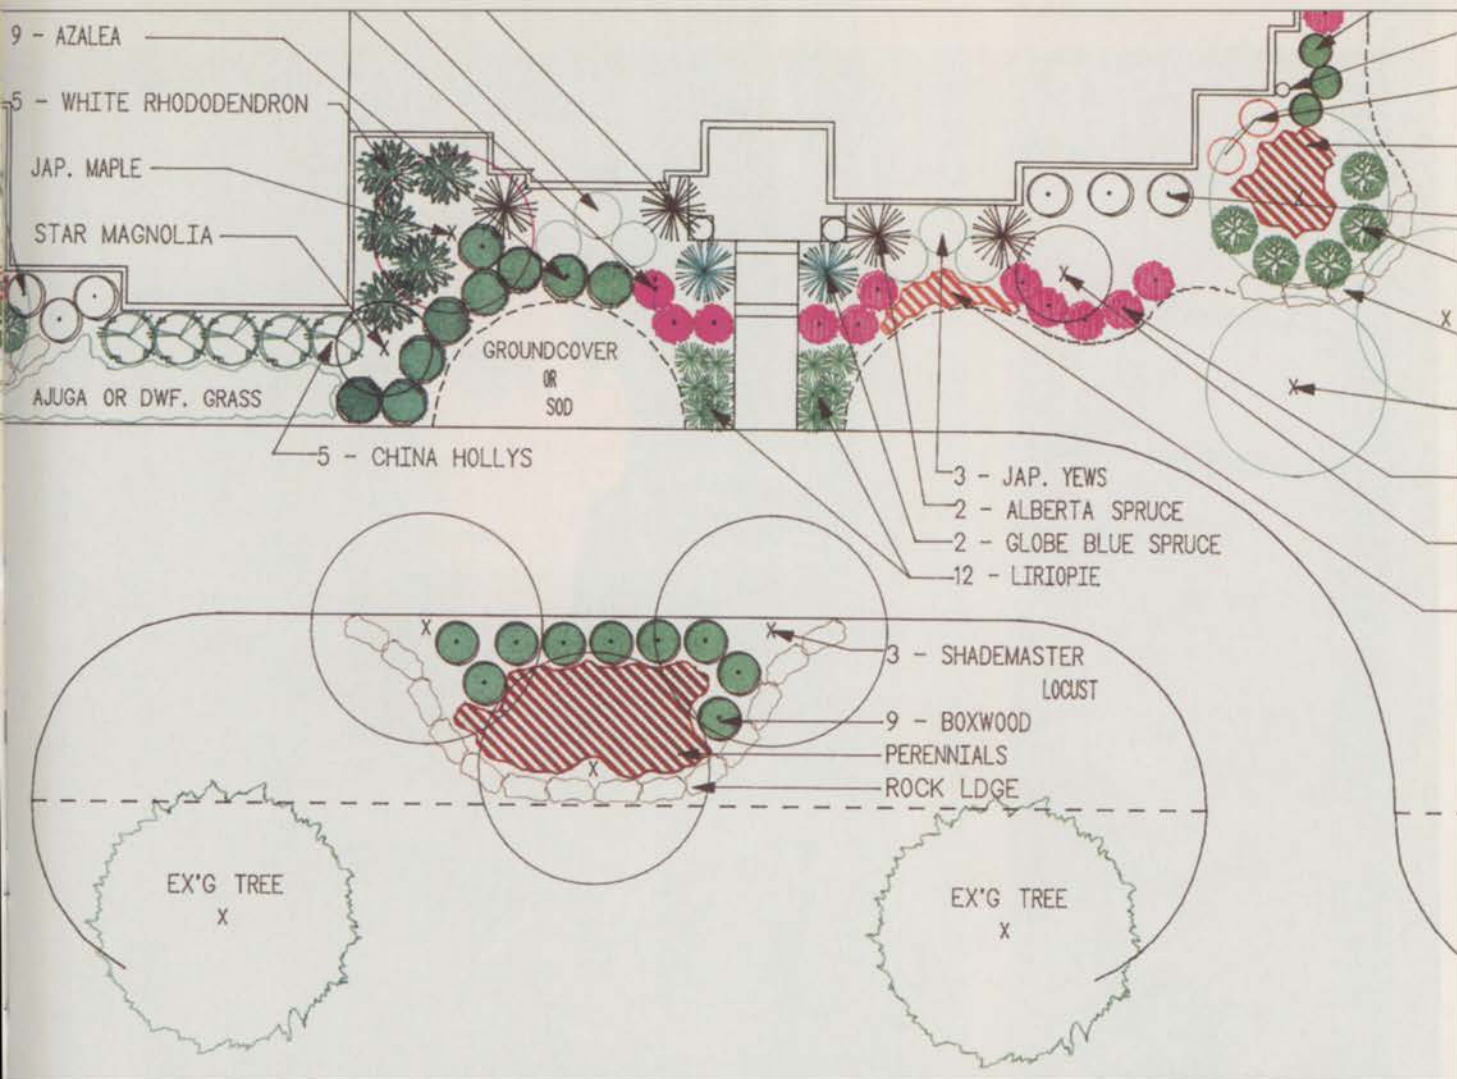 9 - AZALEA
5 - WHITE RHODODENDRON
JAP. MAPLE
STAR MAGNOLIA
GROUNDCOVER
OR
SOD
AJUGA OR DWF. GRASS
5 - CHINA HOLLYS
3 - JAP. YEWS
2 - ALBERTA SPRUCE
2 - GLOBE BLUE SPRUCE
12 - LIRIOPIE
3 - SHADEMASTER
LOCUST
9 - BOXWOOD
PERENNIALS
ROCK LDGE
EX'G TREE
X
EX'G TREE
X